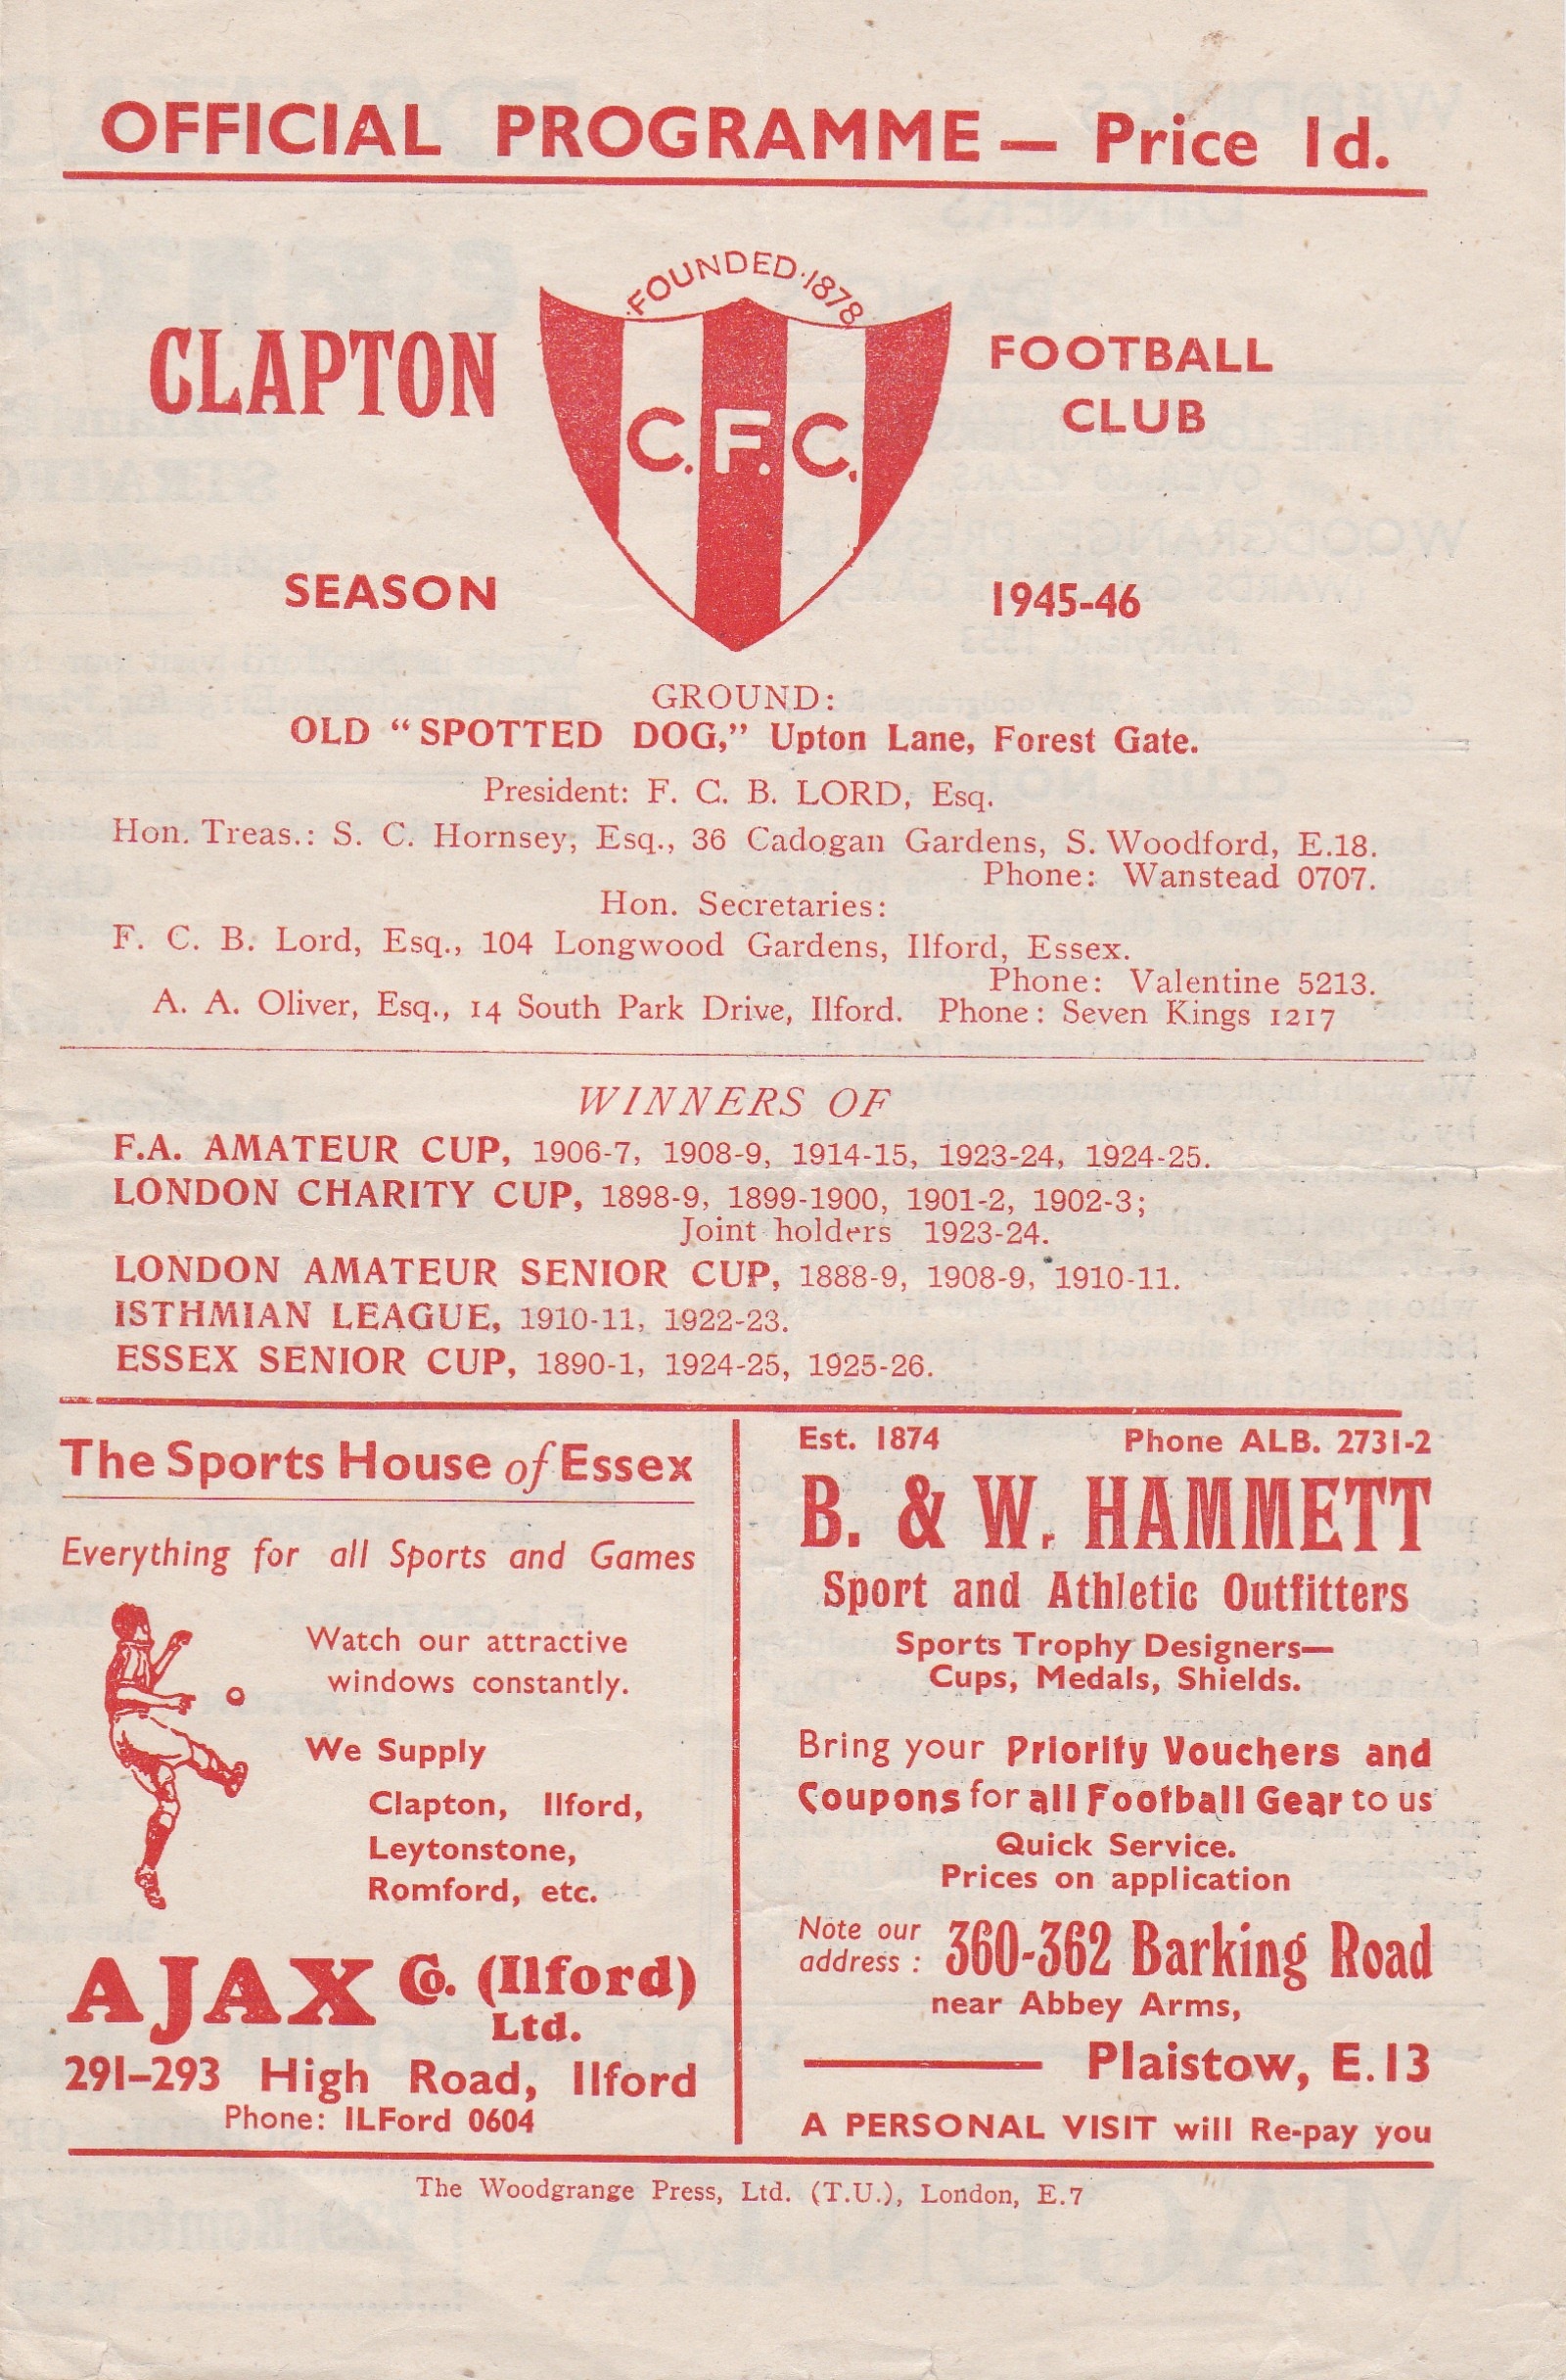 OFFICIAL PROGRAMME — Price 1d.
FOUNDED·1878
CLAPTON
C.F.C.
FOOTBALL
CLUB
SEASON
1945-46
GROUND:
OLD "SPOTTED DOG," Upton Lane, Forest Gate.
President: F. C. B. LORD, Esq.
Hon. Treas.: S. C. Hornsey, Esq., 36 Cadogan Gardens, S. Woodford, E.18.
Phone: Wanstead 0707.
Hon. Secretaries:
F. C. B. Lord, Esq., 104 Longwood Gardens, Ilford, Essex.
Phone: Valentine 5213.
A. A. Oliver, Esq., 14 South Park Drive, Ilford. Phone: Seven Kings 1217
WINNERS OF
F.A. AMATEUR CUP, 1906-7, 1908-9, 1914-15, 1923-24, 1924-25.
LONDON CHARITY CUP, 1898-9, 1899-1900, 1901-2, 1902-3;
Joint holders 1923-24.
LONDON AMATEUR SENIOR CUP, 1888-9, 1908-9, 1910-11.
ISTHMIAN LEAGUE, 1910-11, 1922-23.
ESSEX SENIOR CUP, 1890-1, 1924-25, 1925-26.
The Sports House of Essex
Everything for all Sports and Games
Watch our attractive
windows constantly.
We Supply
Clapton, Ilford,
Leytonstone,
Romford, etc.
AJAX Co. (Ilford)
Ltd.
291-293 High Road, Ilford
Phone: ILFord 0604
Est. 1874 Phone ALB. 2731-2
B. & W. HAMMETT
Sport and Athletic Outfitters
Sports Trophy Designers—
Cups, Medals, Shields.
Bring your Priority Vouchers and
Coupons for all Football Gear to us
Quick Service.
Prices on application
Note our
address :
360-362 Barking Road
near Abbey Arms,
Plaistow, E.13
A PERSONAL VISIT will Re-pay you
The Woodgrange Press, Ltd. (T.U.), London, E.7